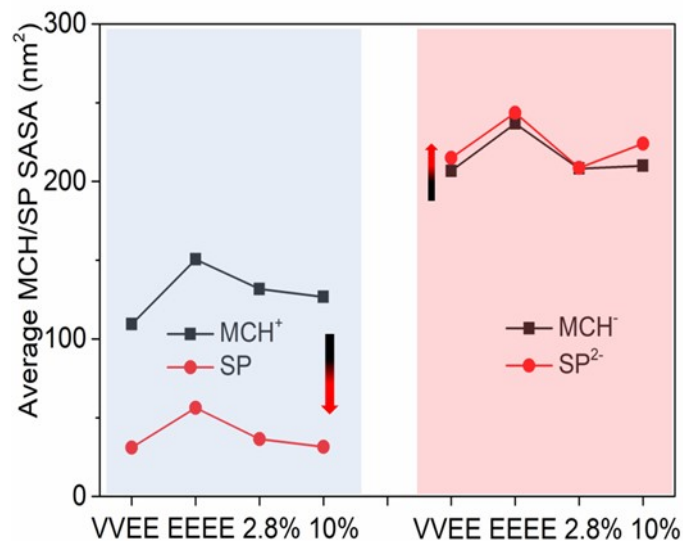 Average MCH/SP SASA (nm²)
300
200
100
0
MCH⁺
SP
MCH⁻
SP²⁻
VVEE EEEE 2.8% 10%
VVEE EEEE 2.8% 10%